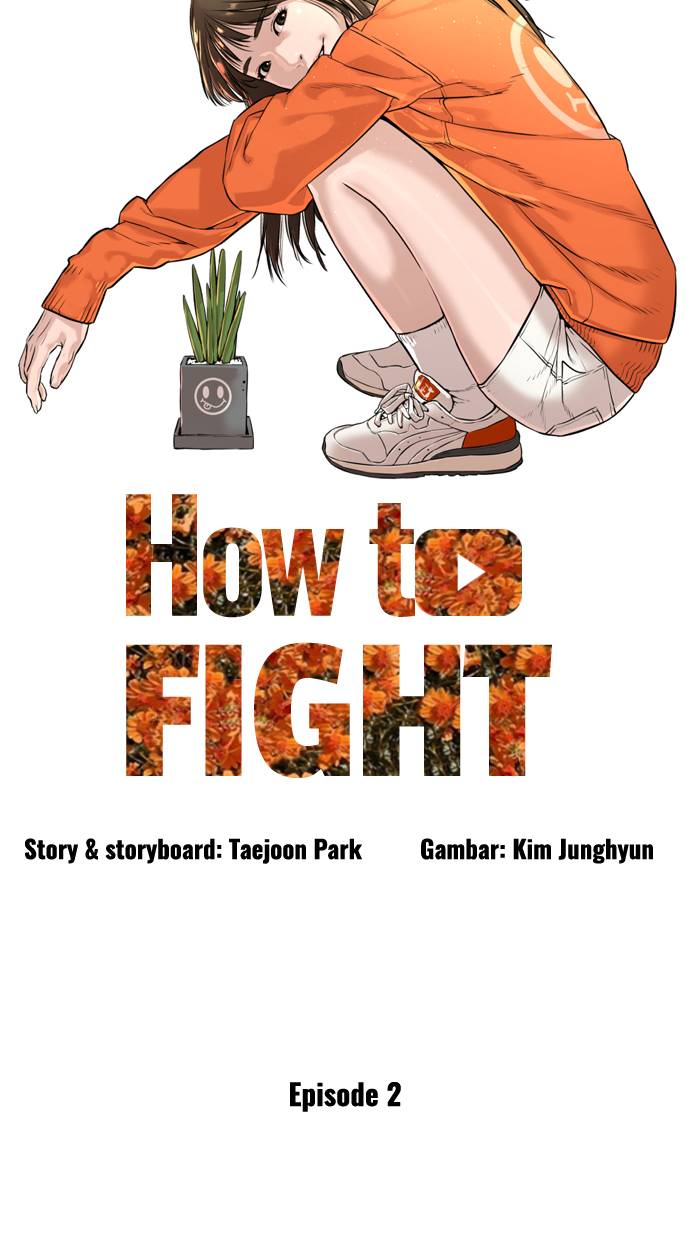 How to
FIGHT
Story & storyboard: Taejoon Park
Gambar: Kim Junghyun
Episode 2